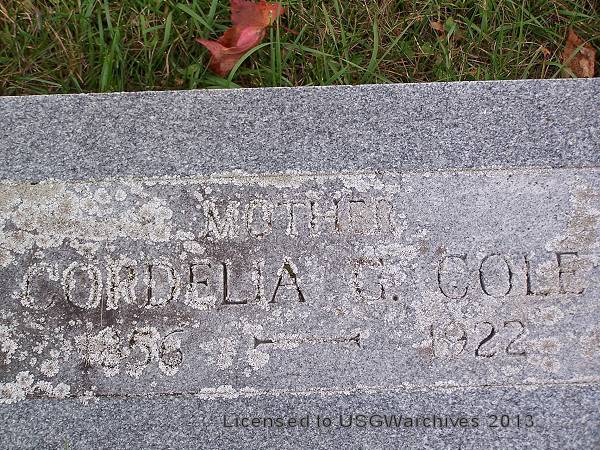 MOTHER
CORDELIA G. COLE
1856 1922
Licensed to USGWarchives 2013